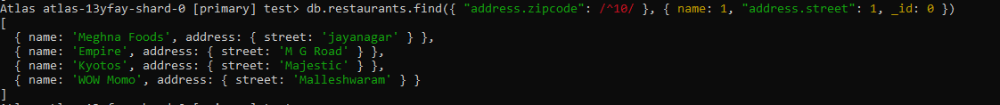 Atlas atlas-13yfay-shard-0 [primary] test> db.restaurants.find({ "address.zipcode": /^10/ }, { name: 1, "address.street": 1, _id: 0 })
[
  { name: 'Meghna Foods', address: { street: 'jayanagar' } },
  { name: 'Empire', address: { street: 'M G Road' } },
  { name: 'Kyotos', address: { street: 'Majestic' } },
  { name: 'WOW Momo', address: { street: 'Malleshwaram' } }
]